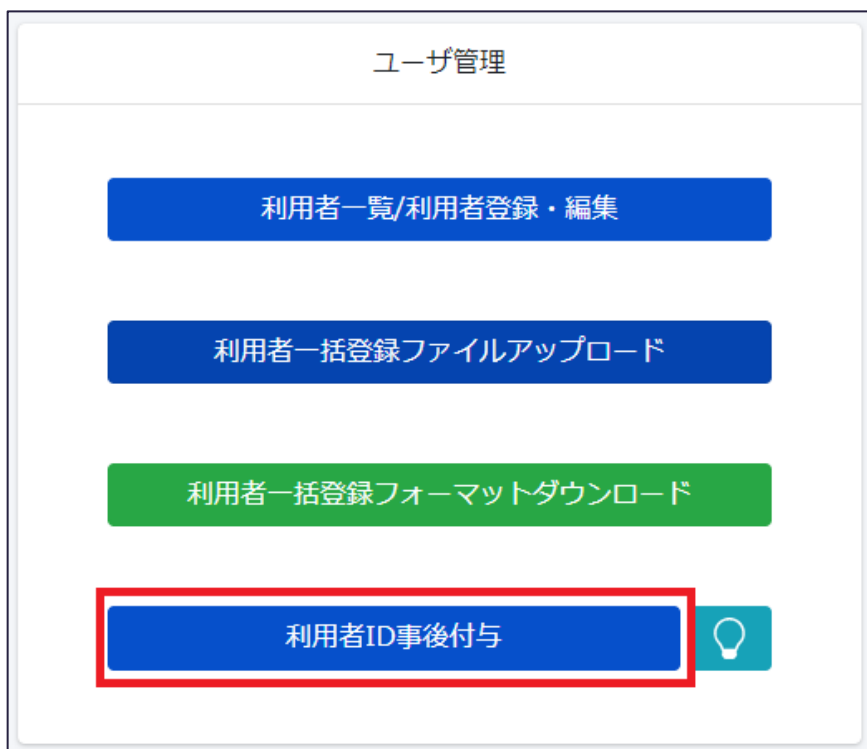 ユーザ管理
利用者一覧/利用者登録・編集
利用者一括登録ファイルアップロード
利用者一括登録フォーマットダウンロード
利用者ID事後付与